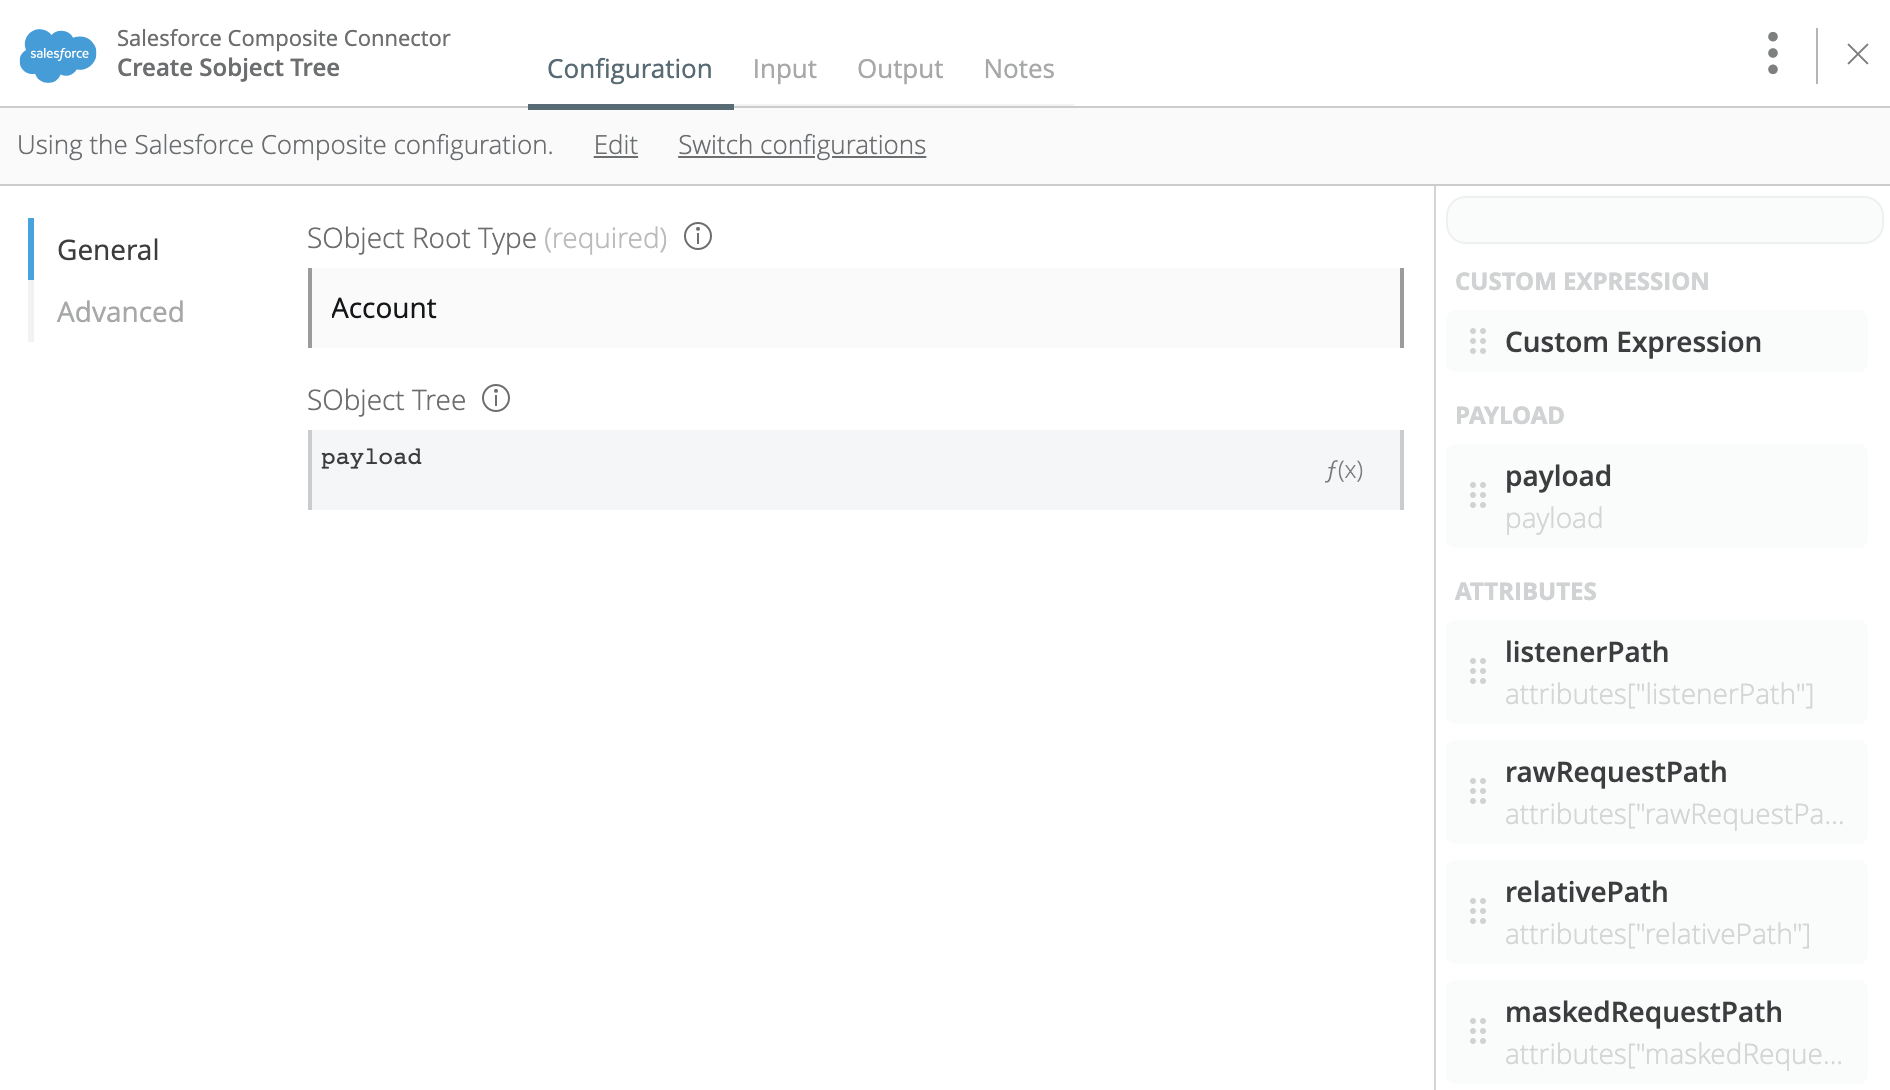 salesforce
Salesforce Composite Connector
Create Sobject Tree
Configuration
Input
Output
Notes
Using the Salesforce Composite configuration.
Edit
Switch configurations
General
Advanced
SObject Root Type (required)
Account
SObject Tree
payload
f(x)
CUSTOM EXPRESSION
Custom Expression
PAYLOAD
payload
payload
ATTRIBUTES
listenerPath
attributes["listenerPath"]
rawRequestPath
attributes["rawRequestPa...
relativePath
attributes["relativePath"]
maskedRequestPath
attributes["maskedReque...